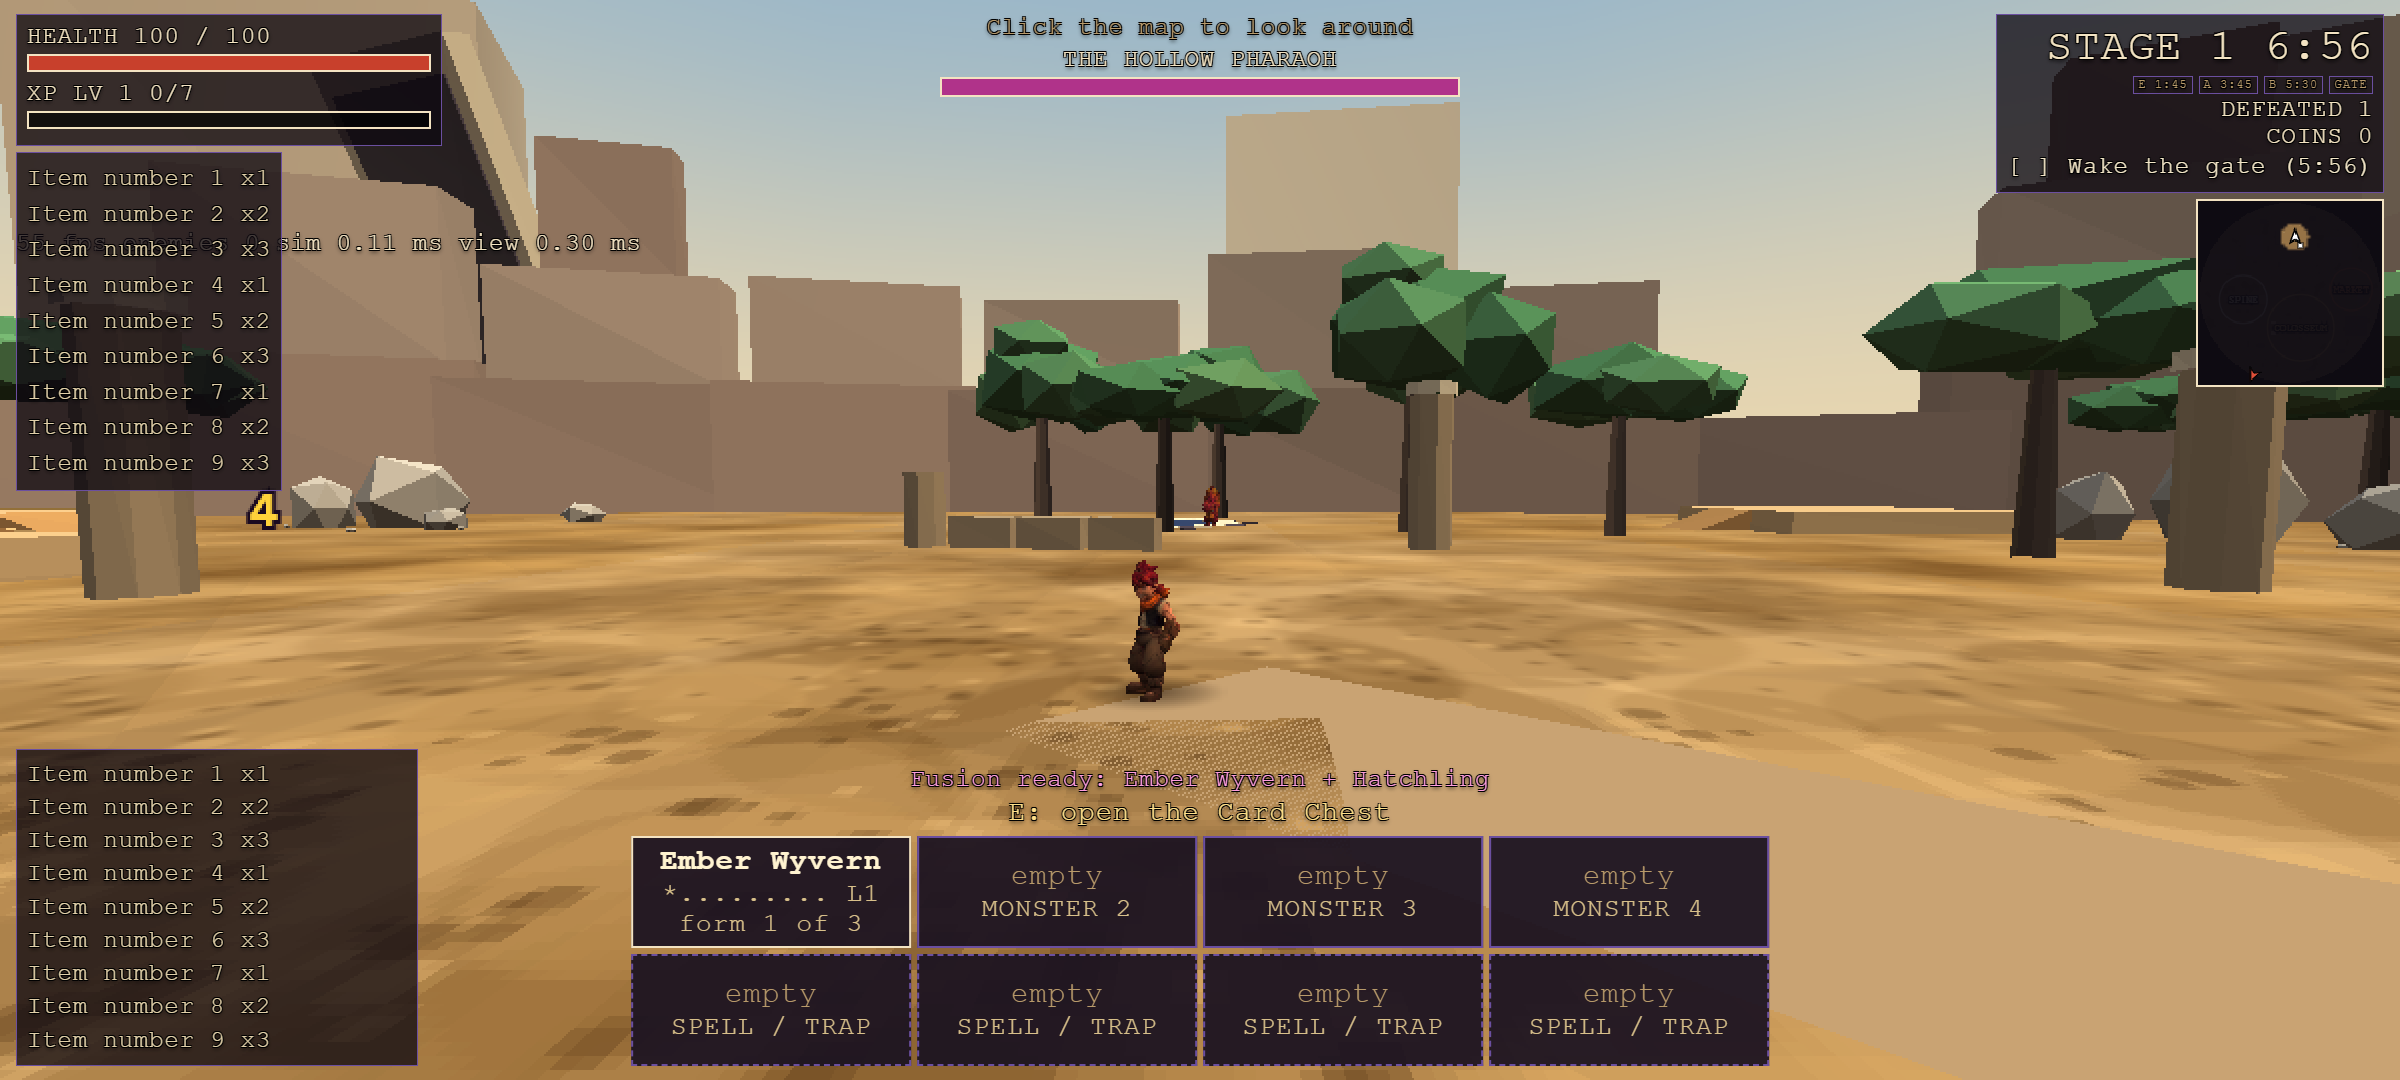 HEALTH 100 / 100
XP LV 1 0/7
Item number 1 x1
Item number 2 x2
Item number 3 x3
sim 0.11 ms view 0.30 ms
Item number 4 x1
Item number 5 x2
Item number 6 x3
Item number 7 x1
Item number 8 x2
Item number 9 x3
4
Click the map to look around
THE HOLLOW PHARAOH
STAGE 1 6:56
E 1:45 A 3:45 B 5:30 GATE
DEFEATED 1
COINS 0
[ ] Wake the gate (5:56)
Item number 1 x1
Item number 2 x2
Item number 3 x3
Item number 4 x1
Item number 5 x2
Item number 6 x3
Item number 7 x1
Item number 8 x2
Item number 9 x3
Fusion ready: Ember Wyvern + Hatchling
E: open the Card Chest
Ember Wyvern
*......... L1
form 1 of 3
empty
MONSTER 2
empty
MONSTER 3
empty
MONSTER 4
empty
SPELL / TRAP
empty
SPELL / TRAP
empty
SPELL / TRAP
empty
SPELL / TRAP